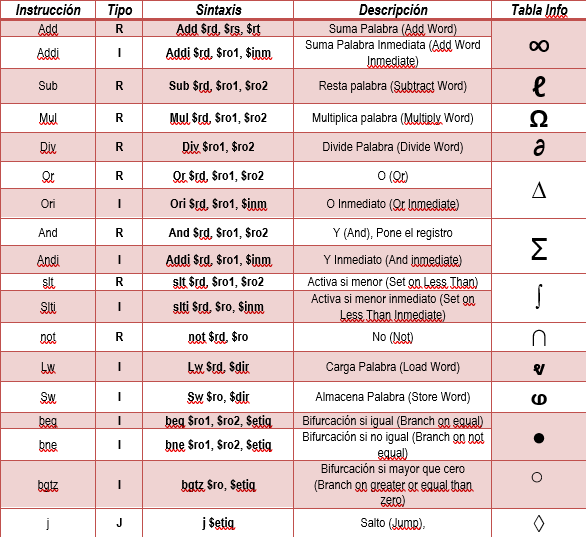 Instrucción Tipo Sintaxis Descripción Tabla Info
Add R Add $rd, $rs, $rt Suma Palabra (Add Word) ∞
Addi I Addi $rd, $ro1, $inm Suma Palabra Inmediata (Add Word
Inmediate)
Sub R Sub $rd, $ro1, $ro2 Resta palabra (Subtract Word) ℓ
Mul R Mul $rd, $ro1, $ro2 Multiplica palabra (Multiply Word) Ω
Div R Div $ro1, $ro2 Divide Palabra (Divide Word) ∂
Or R Or $rd, $ro1, $ro2 O (Or) ∆
Ori I Ori $rd, $ro1, $inm O Inmediato (Or Inmediate)
And R And $rd, $ro1, $ro2 Y (And), Pone el registro ∑
Andi I Addi $rd, $ro1, $inm Y Inmediato (And inmediate)
slt R slt $rd, $ro1, $ro2 Activa si menor (Set on Less Than) ∫
Slti I slti $rd, $ro, $inm Activa si menor inmediato (Set on
Less Than Inmediate)
not R not $rd, $ro No (Not) ∩
Lw I Lw $rd, $dir Carga Palabra (Load Word)
Sw I Sw $ro, $dir Almacena Palabra (Store Word)
beq I beq $ro1, $ro2, $etiq Bifurcación si igual (Branch on equal) ●
bne I bne $ro1, $ro2, $etiq Bifurcación si no igual (Branch on not
equal)
bgtz I bgtz $ro, $etiq Bifurcación si mayor que cero
(Branch on greater or equal than
zero) ○
j J j $etiq Salto (Jump), ◊